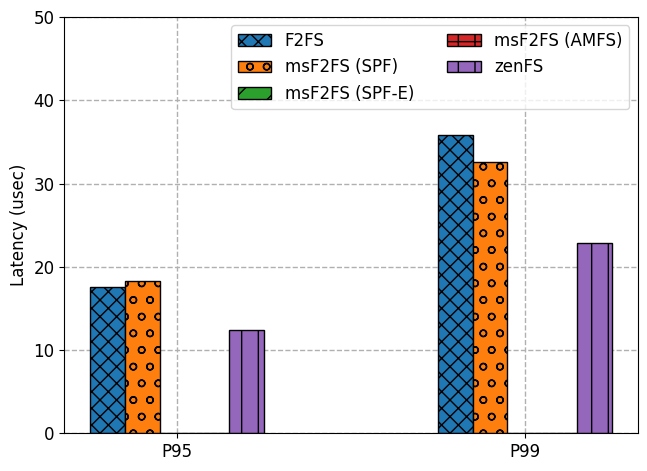 50
40
30
20
10
0
Latency (usec)
F2FS
msF2FS (SPF)
msF2FS (SPF-E)
msF2FS (AMFS)
zenFS
P95
P99